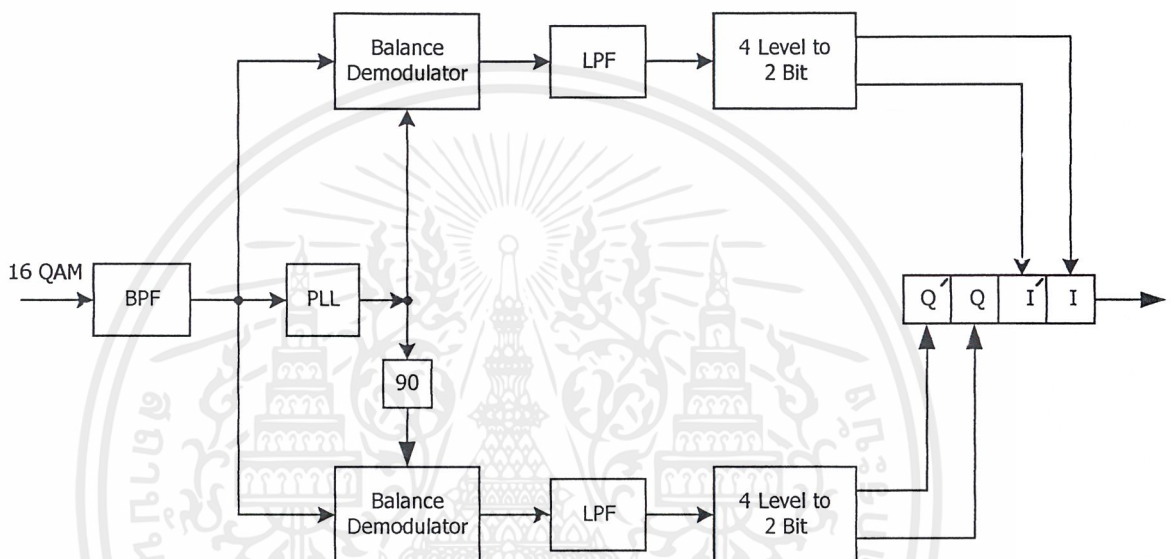 Balance
Demodulator
LPF
4 Level to
2 Bit
16 QAM
BPF
PLL
90
Q´ Q I´ I
Balance
Demodulator
LPF
4 Level to
2 Bit